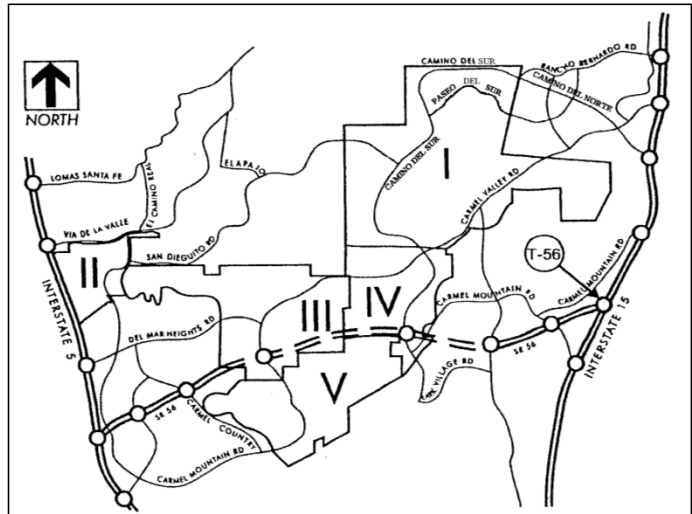 NORTH
CAMINO DEL SUR
RANCHO BERNARDO RD
PASEO DEL SUR
CAMINO DEL NORTE
LOMAS SANTA FE
EL CAMINO REAL
EL APAJO
CAMINO DEL SUR
I
CARMEL VALLEY RD
VIA DE LA VALLE
SAN DIEGUITO RD
T-56
CARMEL MOUNTAIN RD
II
INTERSTATE 5
III
IV
CARMEL MOUNTAIN RD
DEL MAR HEIGHTS RD
V
SR 56
INTERSTATE 15
VILLAGE RD
SR 56
CARMEL COUNTRY
CARMEL MOUNTAIN RD